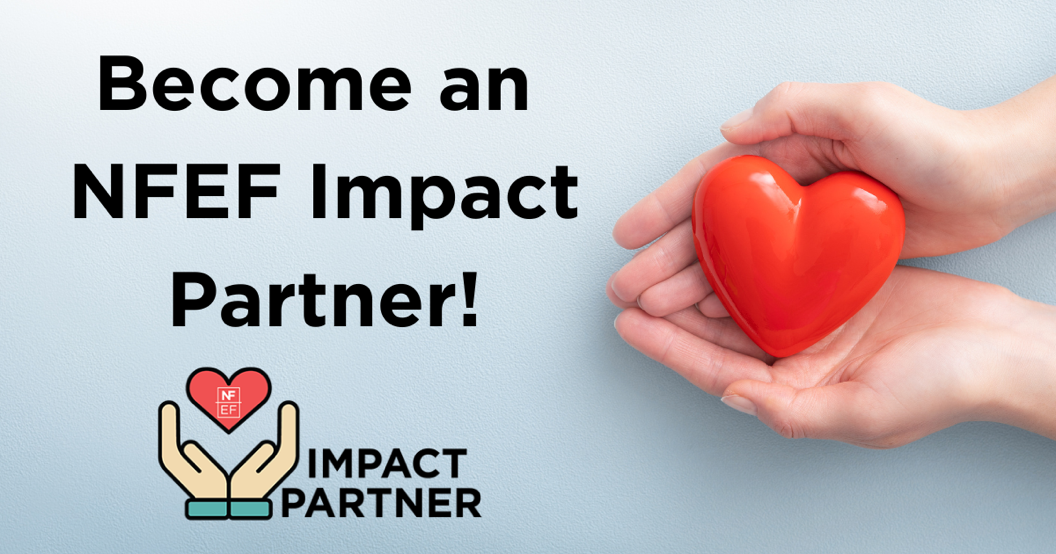 Become an
NFEF Impact
Partner!
NF
EF
IMPACT
PARTNER